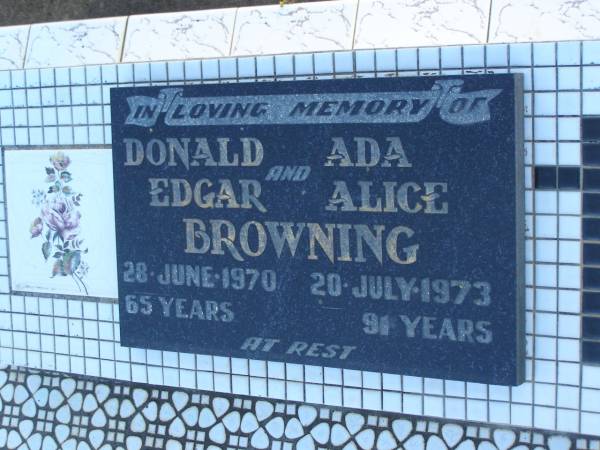 IN LOVING MEMORY OF
DONALD EDGAR AND ADA ALICE
BROWNING
28·JUNE·1970 20·JULY·1973
65 YEARS 91 YEARS
AT REST